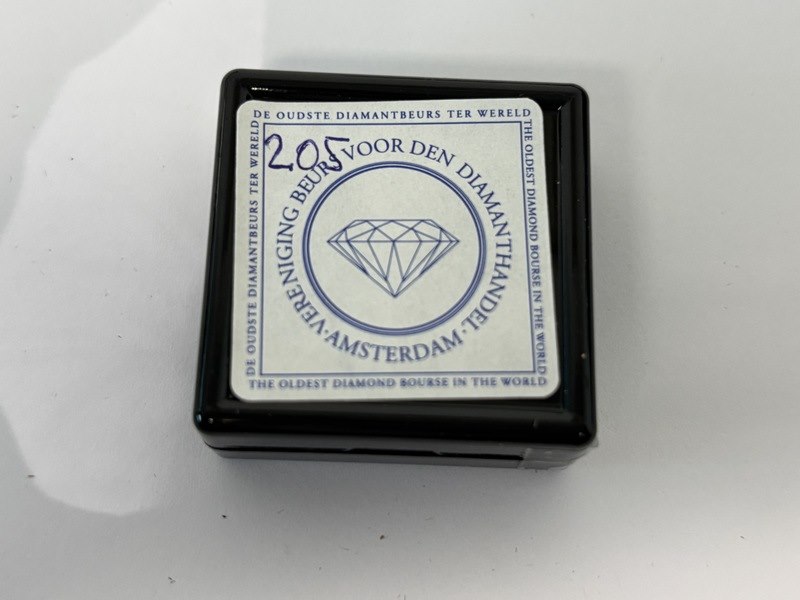 DE OUDSTE DIAMANTBEURS TER WERELD
THE OLDEST DIAMOND BOURSE IN THE WORLD
DE OUDSTE DIAMANTBEURS TER WERELD
205
VERENIGING BEURS VOOR DEN DIAMANTHANDEL
·AMSTERDAM·
THE OLDEST DIAMOND BOURSE IN THE WORLD